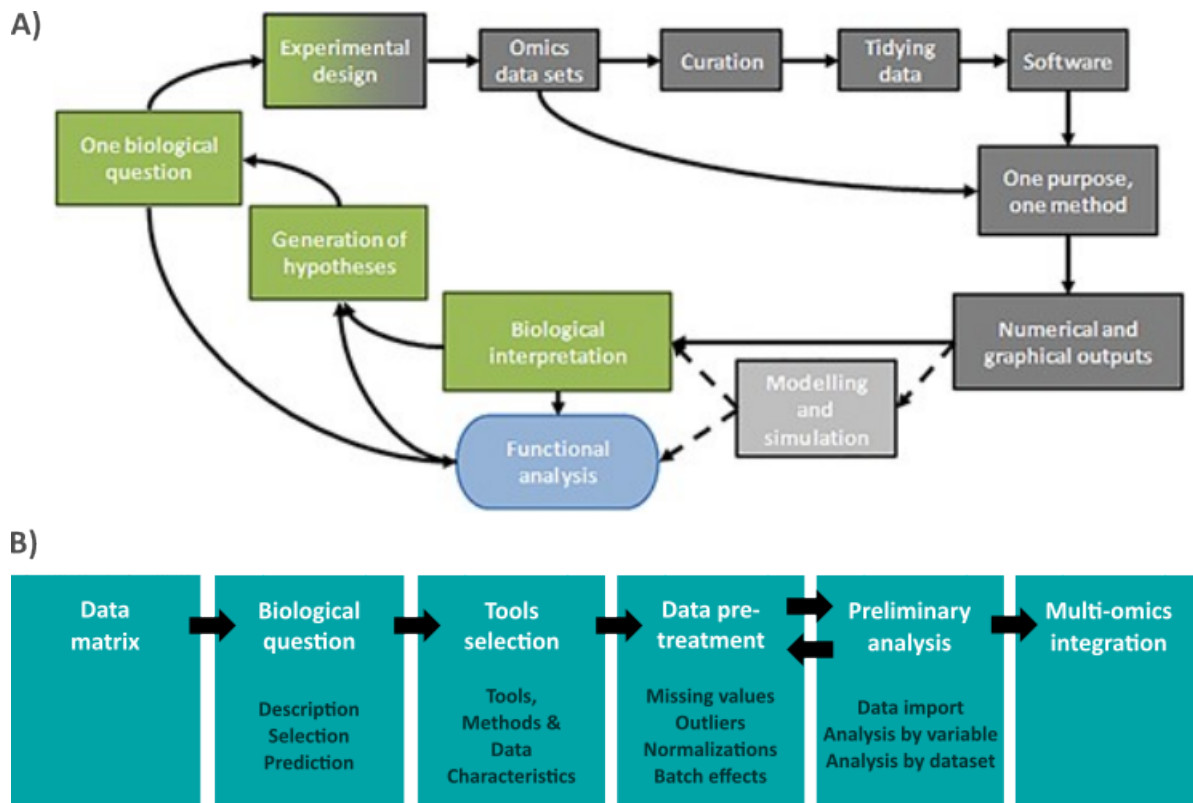 A)
Experimental
design
Omics
data sets
Curation
Tidying
data
Software
One biological
question
One purpose,
one method
Generation of
hypotheses
Biological
interpretation
Numerical and
graphical outputs
Modelling
and
simulation
Functional
analysis
B)
Data
matrix
Biological
question
Description
Selection
Prediction
Tools
selection
Tools,
Methods &
Data
Characteristics
Data pre-
treatment
Missing values
Outliers
Normalizations
Batch effects
Preliminary
analysis
Data import
Analysis by variable
Analysis by dataset
Multi-omics
integration